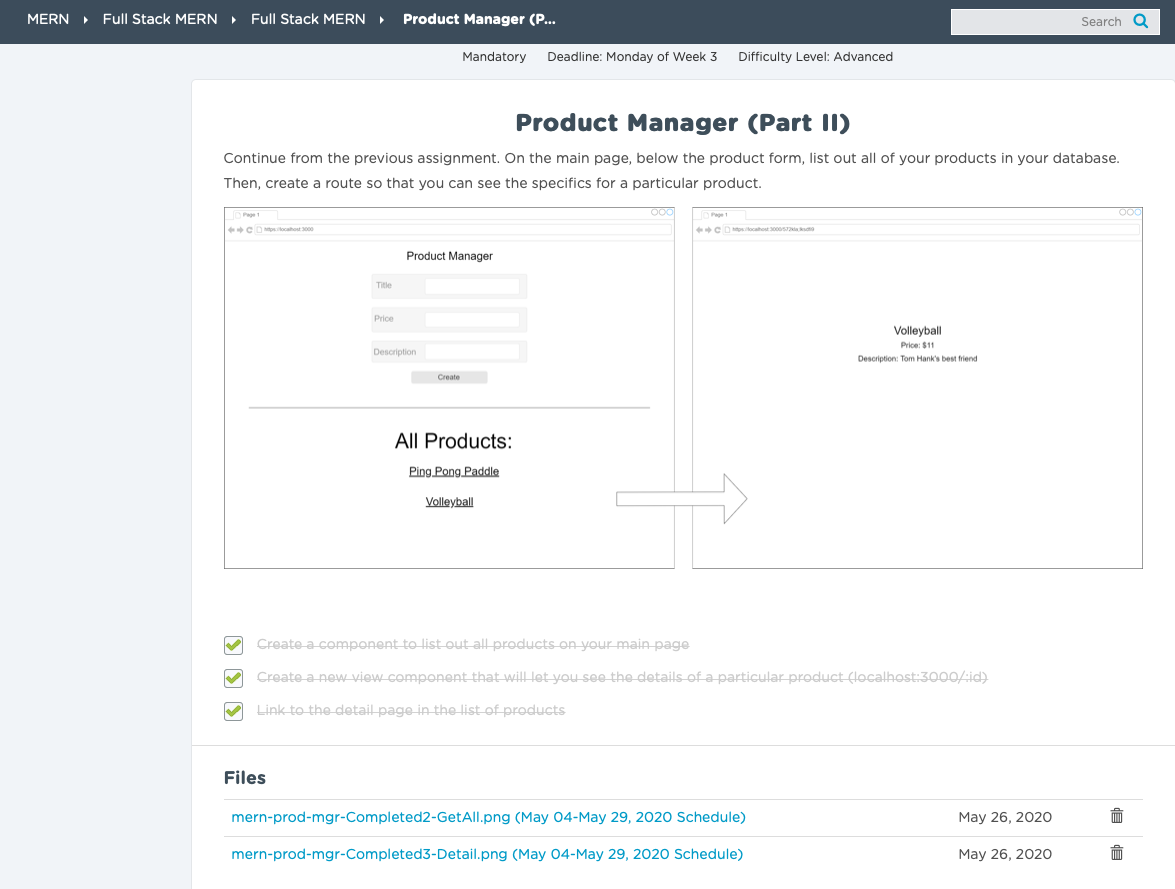 MERN Full Stack MERN Full Stack MERN Product Manager (P...
Search
Mandatory Deadline: Monday of Week 3 Difficulty Level: Advanced
Product Manager (Part II)
Continue from the previous assignment. On the main page, below the product form, list out all of your products in your database.
Then, create a route so that you can see the specifics for a particular product.
Page 1
https://localhost:3000
Product Manager
Title
Price
Description
Create
All Products:
Ping Pong Paddle
Volleyball
Page 1
Volleyball
Price: $11
Description: Tom Hank's best friend
Create a component to list out all products on your main page
Create a new view component that will let you see the details of a particular product (localhost:3000/:id)
Link to the detail page in the list of products
Files
mern-prod-mgr-Completed2-GetAll.png (May 04-May 29, 2020 Schedule) May 26, 2020
mern-prod-mgr-Completed3-Detail.png (May 04-May 29, 2020 Schedule) May 26, 2020